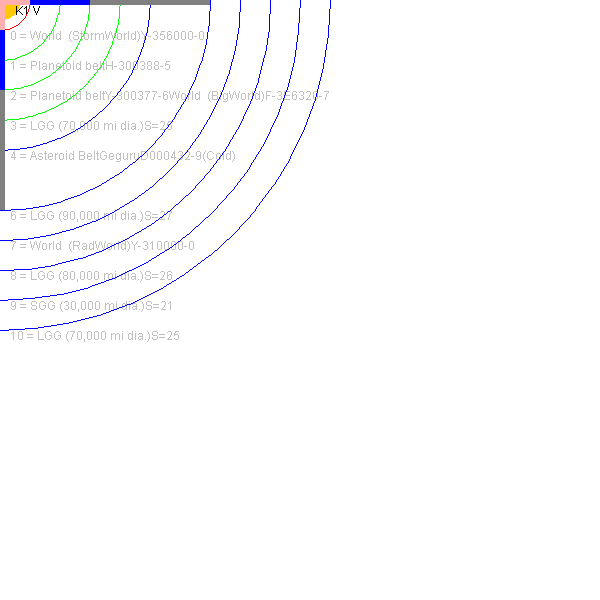 K1 V
0 = World  (StormWorld)Y-356000-0
1 = Planetoid beltH-300388-5
2 = Planetoid beltY-300377-6World  (BigWorld)F-3E6320-7
3 = LGG (70,000 mi dia.)S=25
4 = Asteroid BeltGeguruD000432-9(Cold)
6 = LGG (90,000 mi dia.)S=27
7 = World  (RadWorld)Y-310000-0
8 = LGG (80,000 mi dia.)S=26
9 = SGG (30,000 mi dia.)S=21
10 = LGG (70,000 mi dia.)S=25